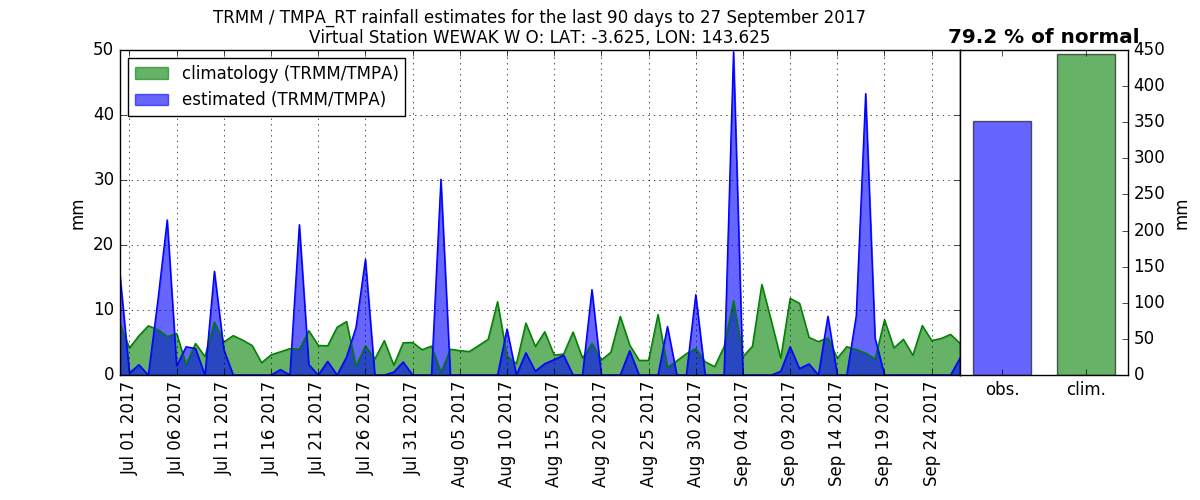 TRMM / TMPA_RT rainfall estimates for the last 90 days to 27 September 2017
Virtual Station WEWAK W O: LAT: -3.625, LON: 143.625
79.2 % of normal
climatology (TRMM/TMPA)
estimated (TRMM/TMPA)
50
40
30
20
10
0
mm
Jul 01 2017
Jul 06 2017
Jul 11 2017
Jul 16 2017
Jul 21 2017
Jul 26 2017
Jul 31 2017
Aug 05 2017
Aug 10 2017
Aug 15 2017
Aug 20 2017
Aug 25 2017
Aug 30 2017
Sep 04 2017
Sep 09 2017
Sep 14 2017
Sep 19 2017
Sep 24 2017
obs.
clim.
450
400
350
300
250
200
150
100
50
0
mm